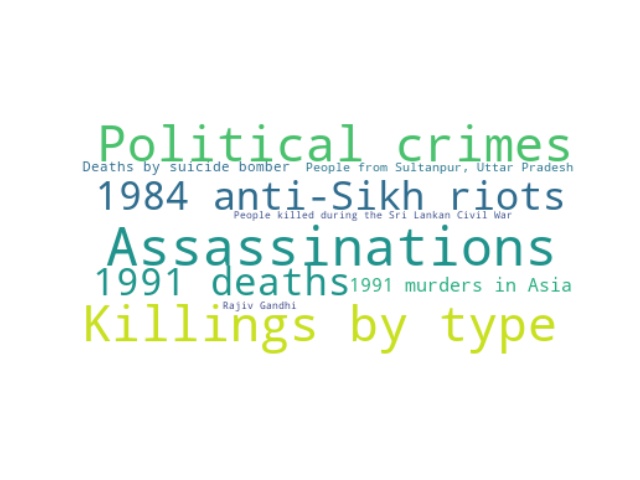 Political crimes
Deaths by suicide bomber
People from Sultanpur, Uttar Pradesh
1984 anti-Sikh riots
People killed during the Sri Lankan Civil War
Assassinations
1991 deaths
1991 murders in Asia
Rajiv Gandhi
Killings by type